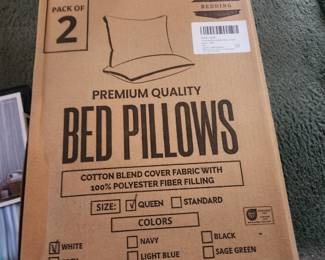 PACK OF
2
BEDDING
PREMIUM QUALITY
BED PILLOWS
COTTON BLEND COVER FABRIC WITH
100% POLYESTER FIBER FILLING
SIZE: QUEEN STANDARD
COLORS
WHITE NAVY BLACK
LIGHT BLUE SAGE GREEN